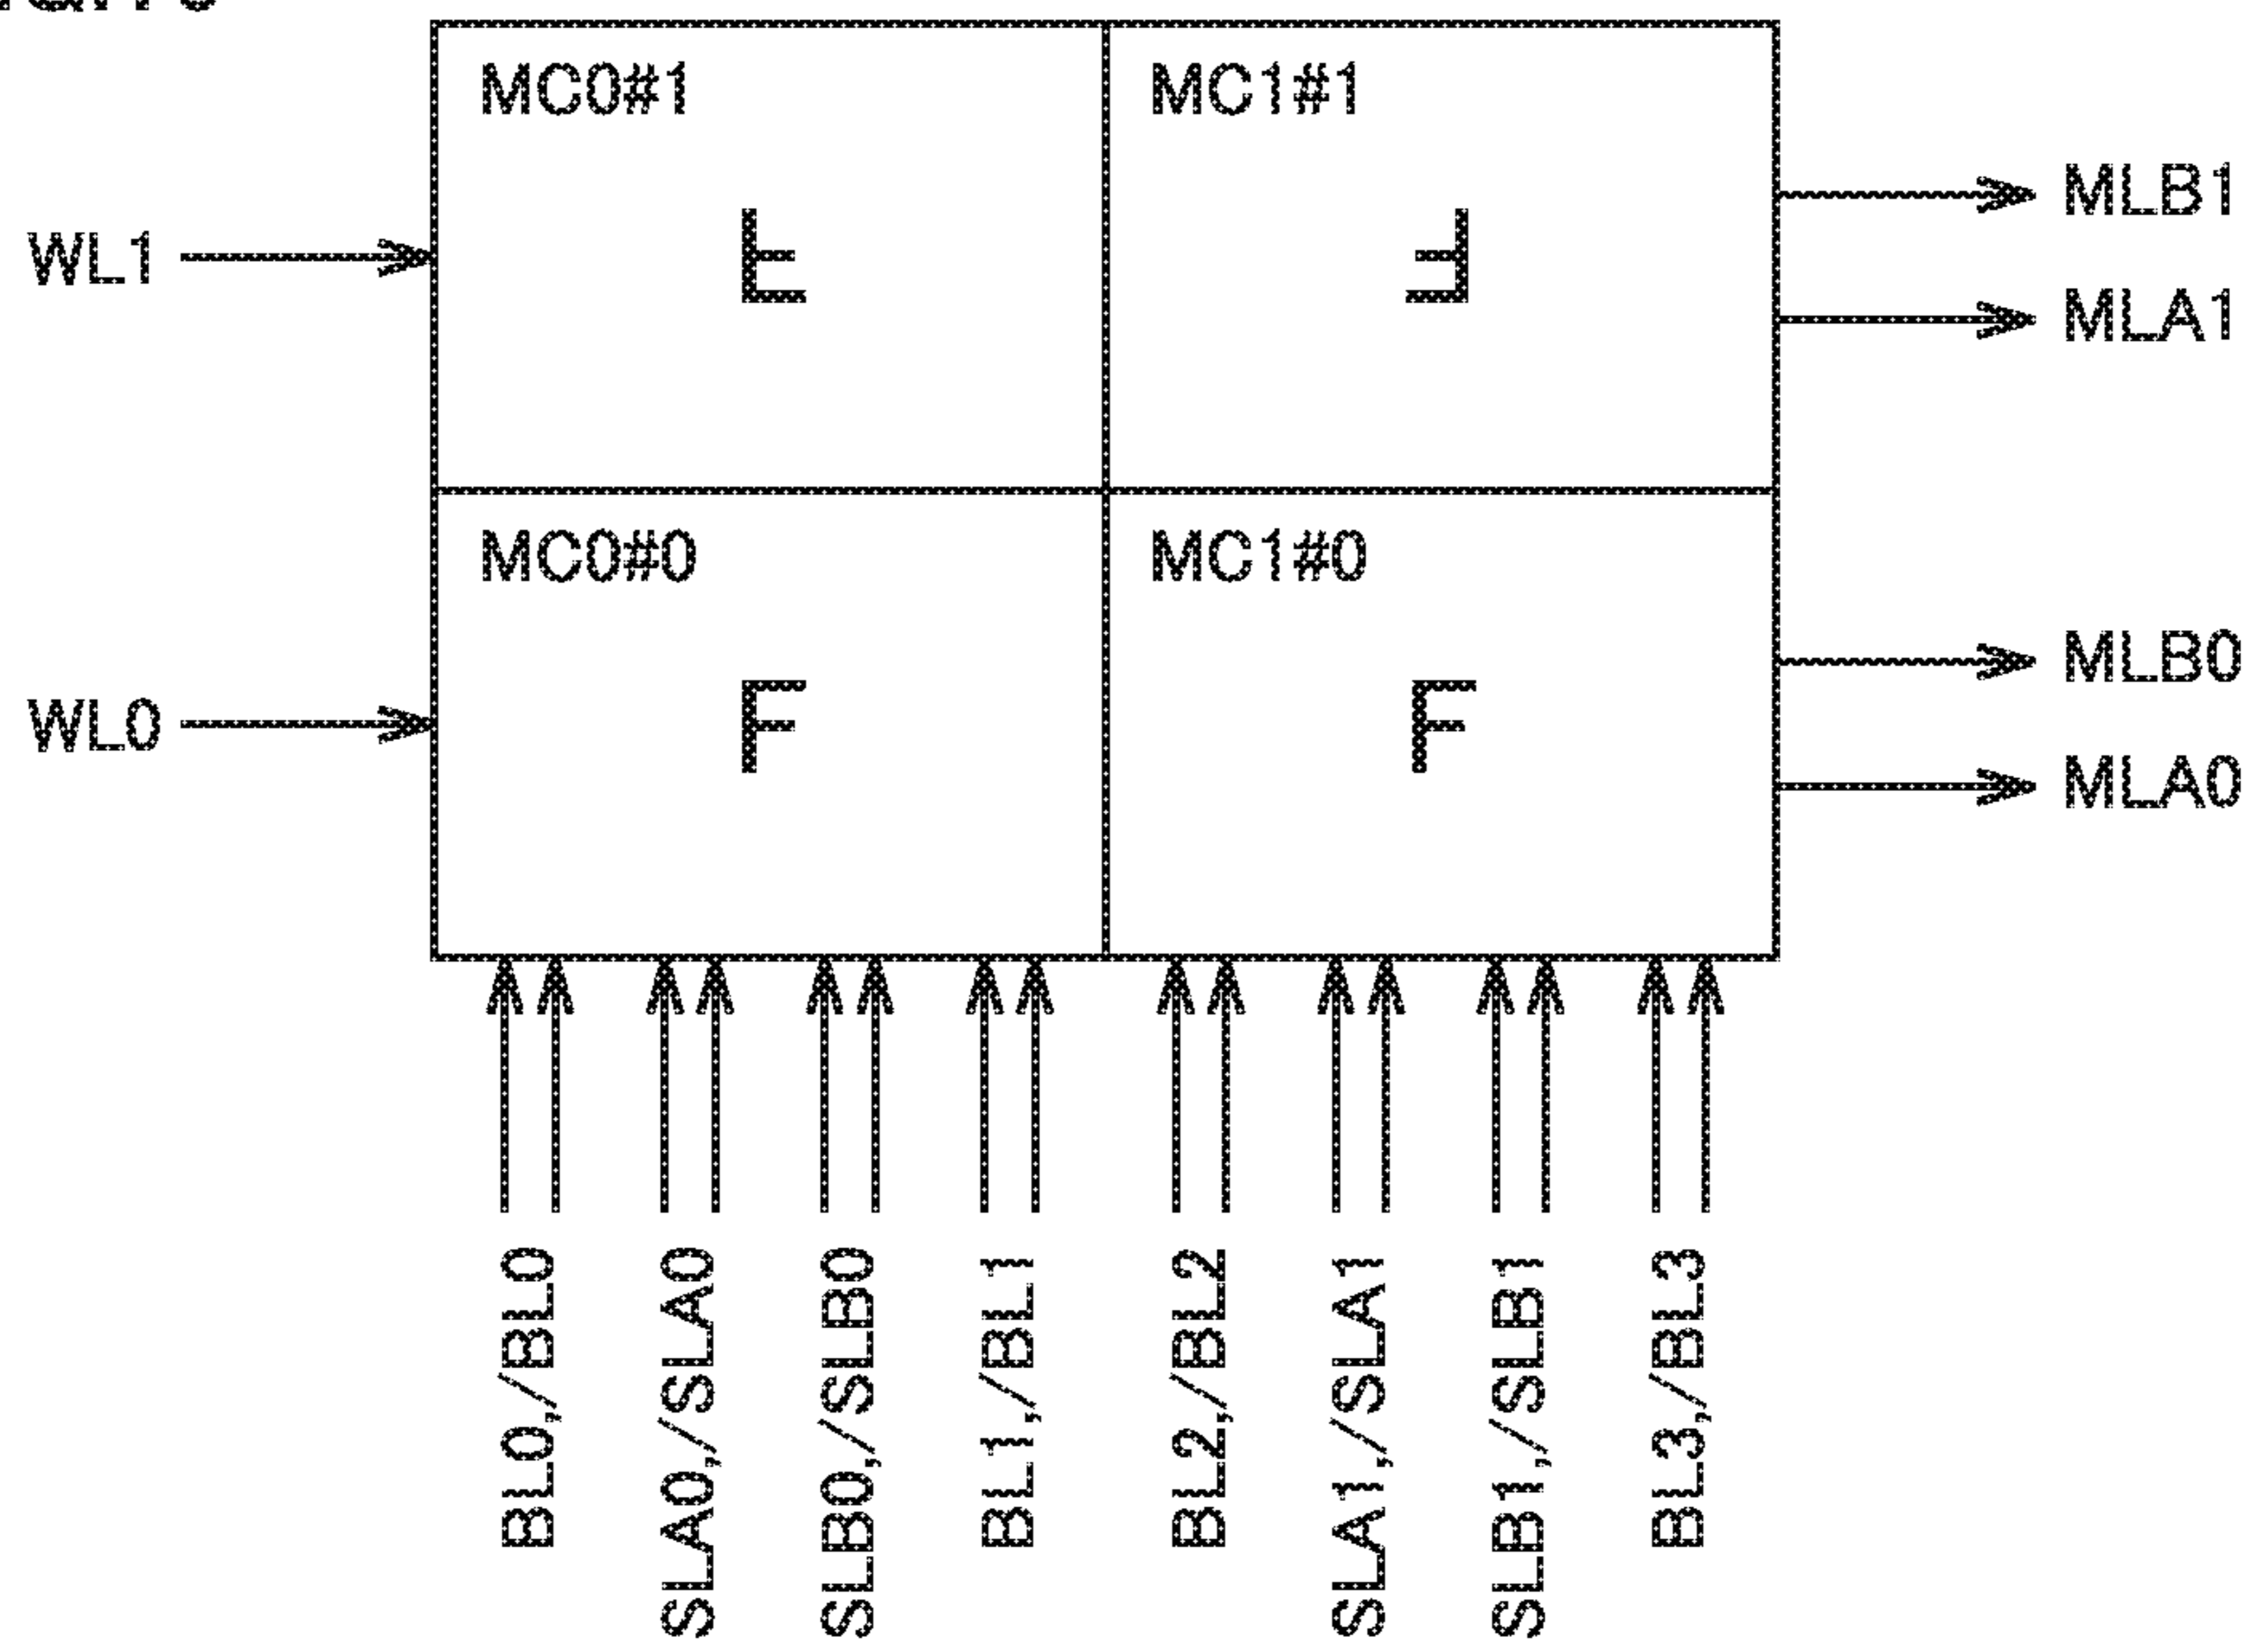 MC0#1
MC1#1
MLB1
WL1
F
F
MLA1
MC0#0
MC1#0
MLB0
WL0
F
F
MLA0
BL0,/BL0
SLA0,/SLA0
SLB0,/SLB0
BL1,/BL1
BL2,/BL2
SLA1,/SLA1
SLB1,/SLB1
BL3,/BL3